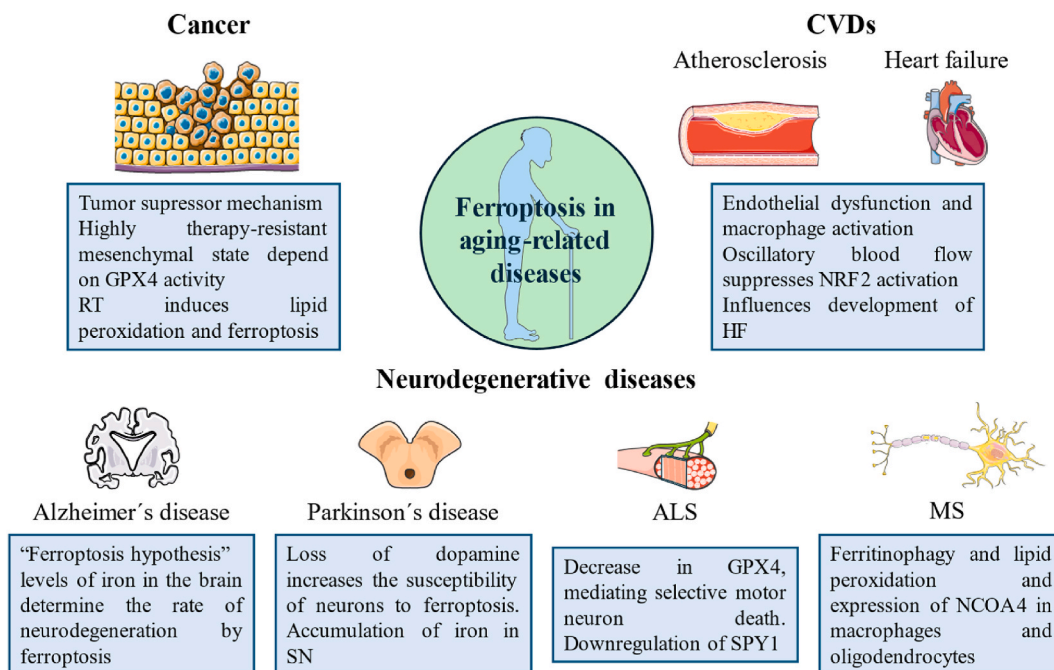 Cancer
Tumor supressor mechanism
Highly therapy-resistant
mesenchymal state depend
on GPX4 activity
RT induces lipid
peroxidation and ferroptosis
Ferroptosis in
aging-related
diseases
CVDs
Atherosclerosis
Heart failure
Endothelial dysfunction and
macrophage activation
Oscillatory blood flow
suppresses NRF2 activation
Influences development of
HF
Neurodegenerative diseases
Alzheimer´s disease
“Ferroptosis hypothesis”
levels of iron in the brain
determine the rate of
neurodegeneration by
ferroptosis
Parkinson´s disease
Loss of dopamine
increases the susceptibility
of neurons to ferroptosis.
Accumulation of iron in
SN
ALS
Decrease in GPX4,
mediating selective motor
neuron death.
Downregulation of SPY1
MS
Ferritinophagy and lipid
peroxidation and
expression of NCOA4 in
macrophages and
oligodendrocytes